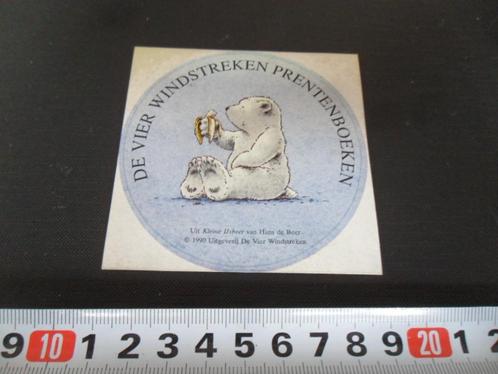 DE VIER WINDSTREKEN PRENTENBOEKEN
Uit Kleine IJsbeer van Hans de Beer
© 1990 Uitgeverij De Vier Windstreken
9 10 1 2 3 4 5 6 7 8 9 20 1 2